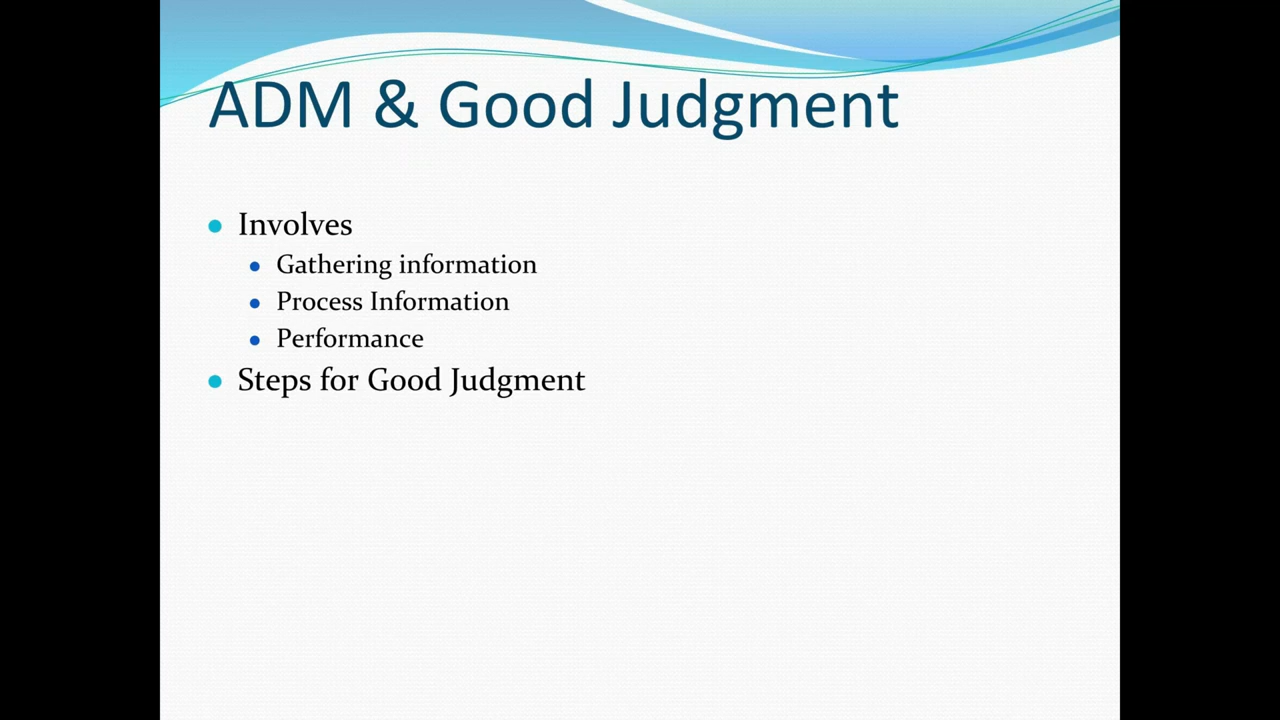 ADM & Good Judgment
Involves
Gathering information
Process Information
Performance
Steps for Good Judgment